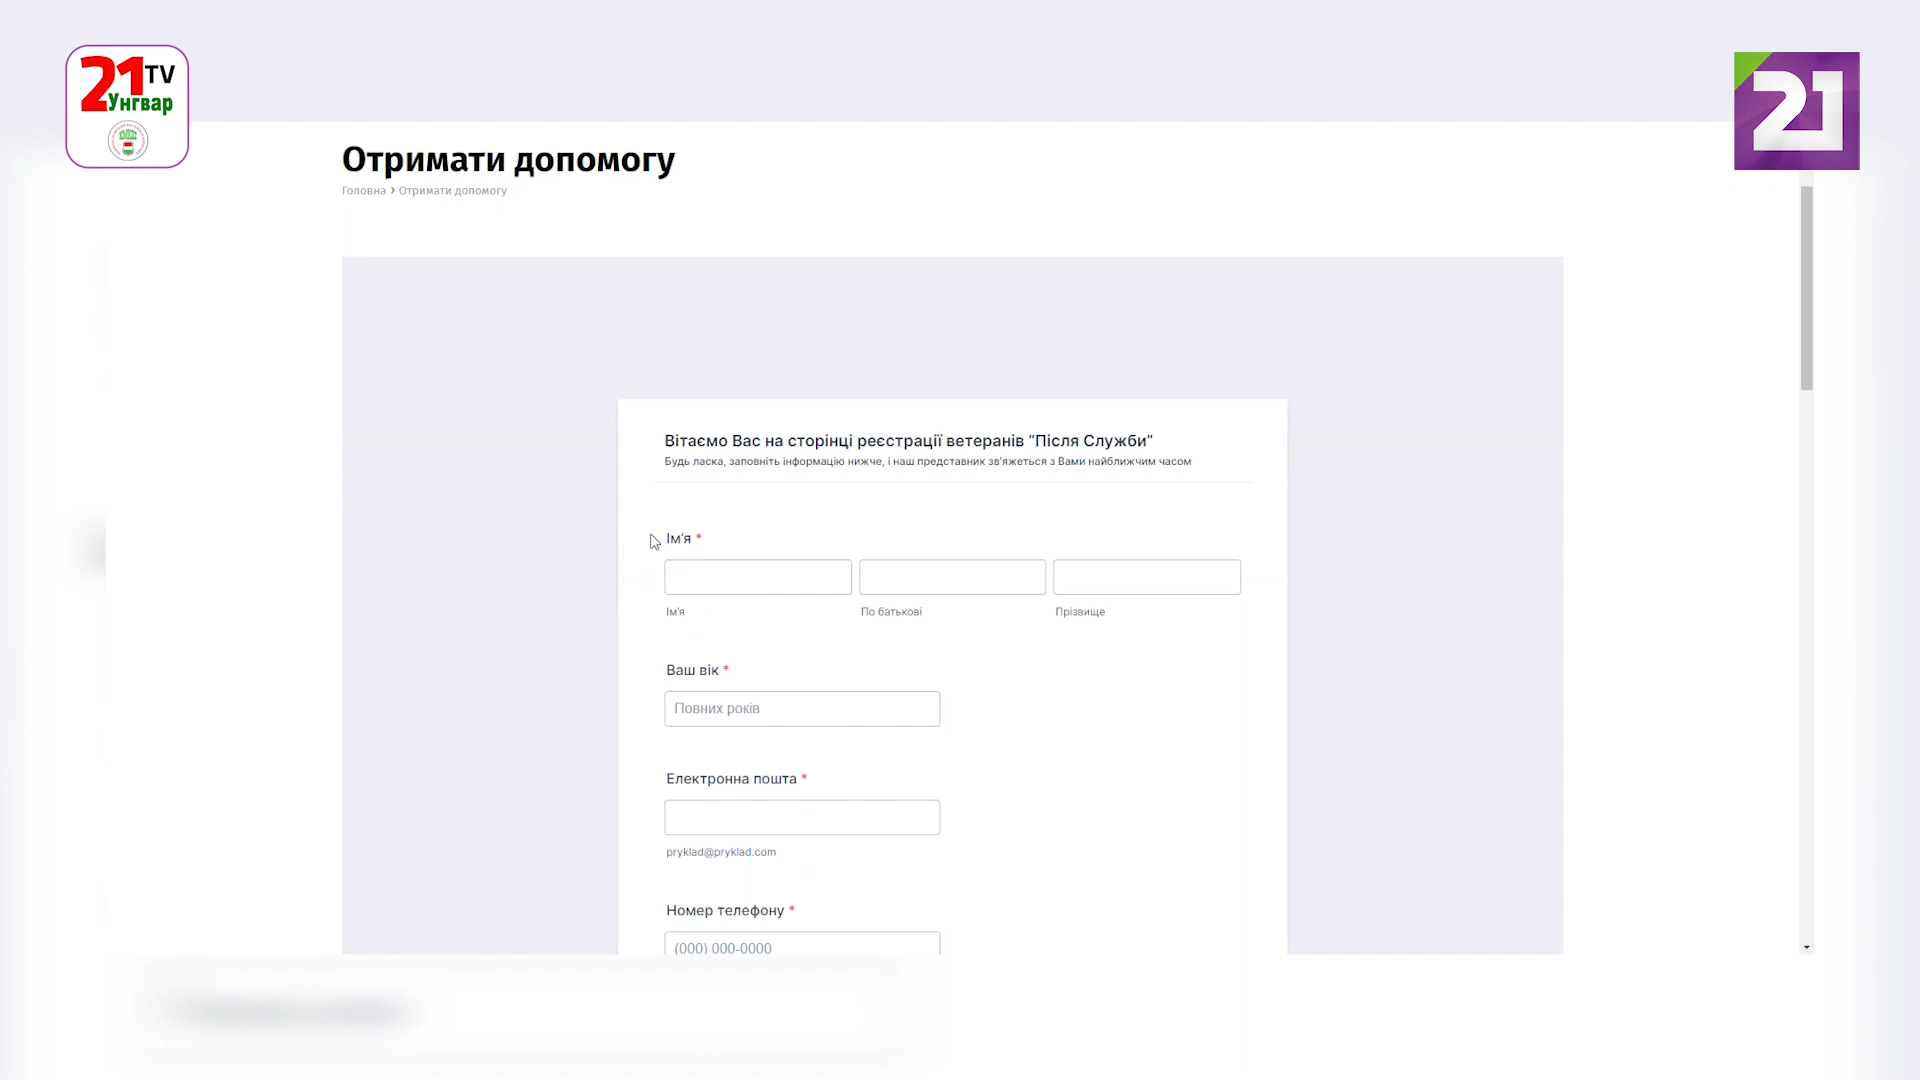 21 TV
Унгвар
21
Отримати допомогу
Головна › Отримати допомогу
Вітаємо Вас на сторінці реєстрації ветеранів “Після Служби”
Будь ласка, заповніть інформацію нижче, і наш представник зв'яжеться з Вами найближчим часом
Ім'я *
Ім'я
По батькові
Прізвище
Ваш вік *
Повних років
Електронна пошта *
pryklad@pryklad.com
Номер телефону *
(000) 000-0000